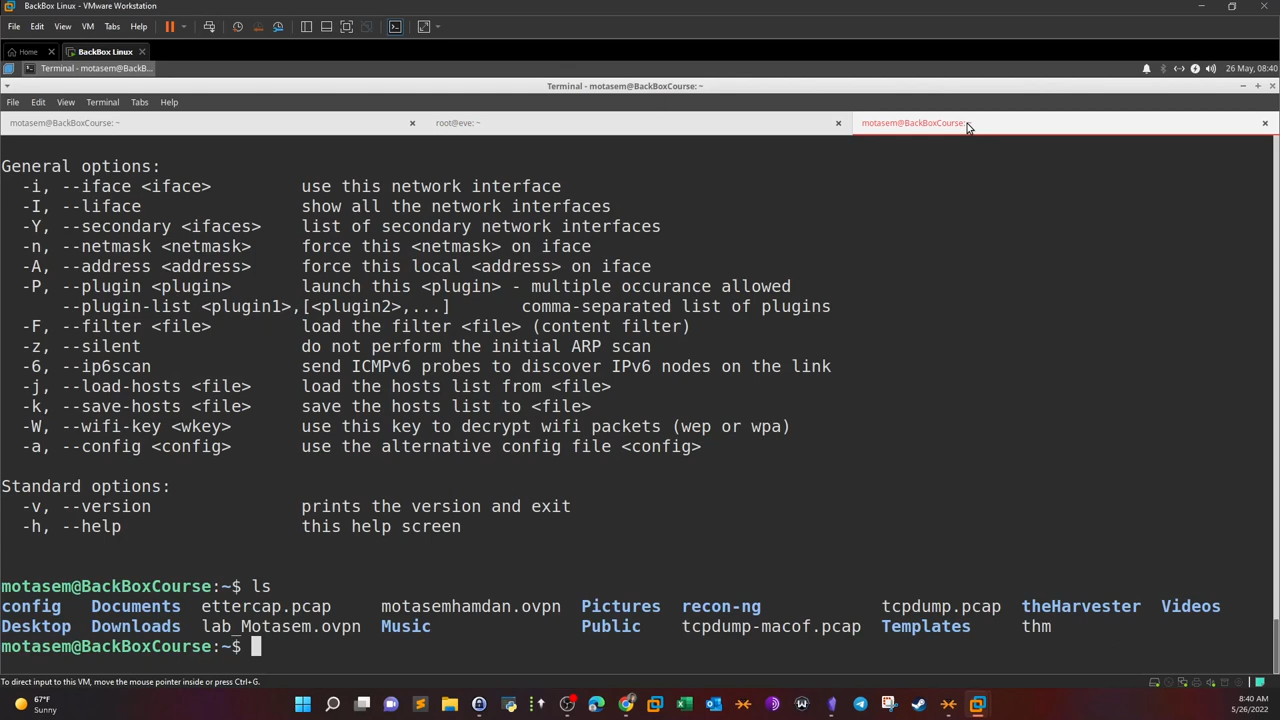 BackBox Linux - VMware Workstation
File Edit View VM Tabs Help
Home BackBox Linux
Terminal - motasem@BackB... 26 May, 08:40
Terminal - motasem@BackBoxCourse: ~
File Edit View Terminal Tabs Help
motasem@BackBoxCourse: ~ root@eve: ~ motasem@BackBoxCourse: ~
General options:
-i, --iface <iface> use this network interface
-I, --liface show all the network interfaces
-Y, --secondary <ifaces> list of secondary network interfaces
-n, --netmask <netmask> force this <netmask> on iface
-A, --address <address> force this local <address> on iface
-P, --plugin <plugin> launch this <plugin> - multiple occurance allowed
--plugin-list <plugin1>,[<plugin2>,...] comma-separated list of plugins
-F, --filter <file> load the filter <file> (content filter)
-z, --silent do not perform the initial ARP scan
-6, --ip6scan send ICMPv6 probes to discover IPv6 nodes on the link
-j, --load-hosts <file> load the hosts list from <file>
-k, --save-hosts <file> save the hosts list to <file>
-W, --wifi-key <wkey> use this key to decrypt wifi packets (wep or wpa)
-a, --config <config> use the alternative config file <config>
Standard options:
-v, --version prints the version and exit
-h, --help this help screen
motasem@BackBoxCourse:~$ ls
config Documents ettercap.pcap motasemhamdan.ovpn Pictures recon-ng tcpdump.pcap theHarvester Videos
Desktop Downloads lab_Motasem.ovpn Music Public tcpdump-macof.pcap Templates thm
motasem@BackBoxCourse:~$
To direct input to this VM, move the mouse pointer inside or press Ctrl+G.
67°F
Sunny
8:40 AM
5/26/2022